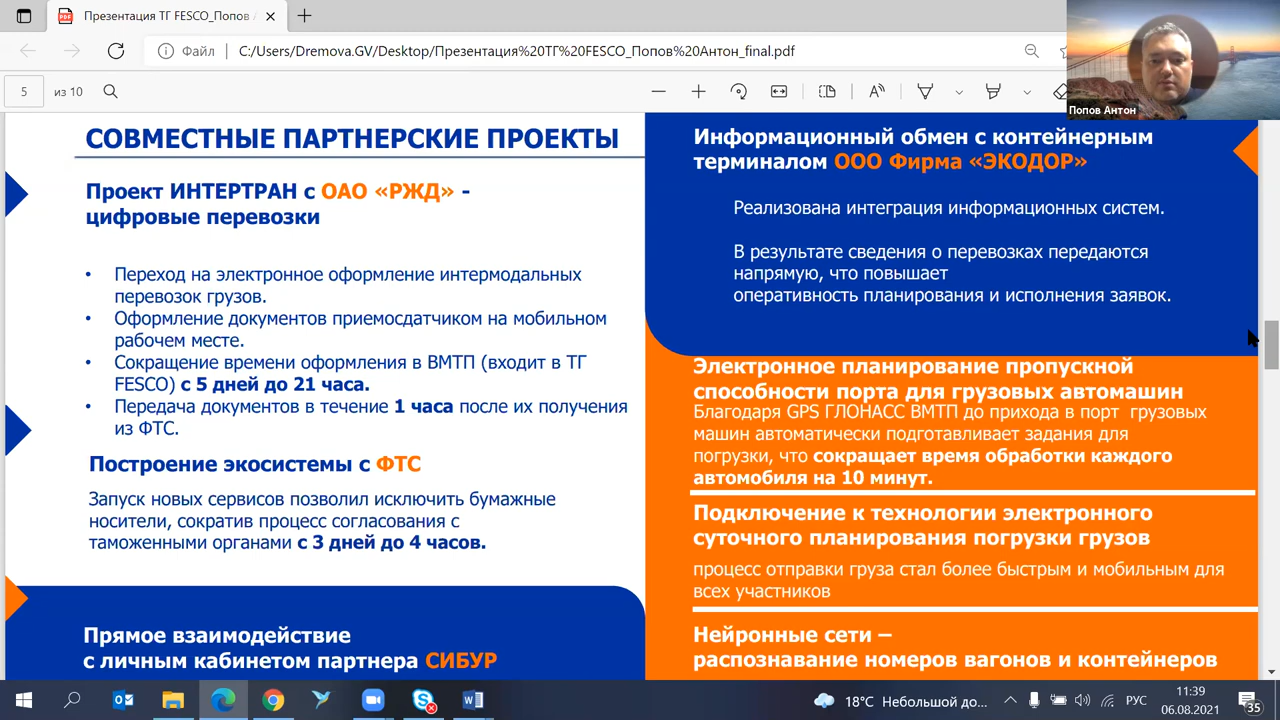 Презентация ТГ FESCO_Попов
Файл
C:/Users/Dremova.GV/Desktop/Презентация%20ТГ%20FESCO_Попов%20Антон_final.pdf
5 из 10
Попов Антон
СОВМЕСТНЫЕ ПАРТНЕРСКИЕ ПРОЕКТЫ
Проект ИНТЕРТРАН с ОАО «РЖД» -
цифровые перевозки
• Переход на электронное оформление интермодальных
перевозок грузов.
• Оформление документов приемосдатчиком на мобильном
рабочем месте.
• Сокращение времени оформления в ВМТП (входит в ТГ
FESCO) с 5 дней до 21 часа.
• Передача документов в течение 1 часа после их получения
из ФТС.
Построение экосистемы с ФТС
Запуск новых сервисов позволил исключить бумажные
носители, сократив процесс согласования с
таможенными органами с 3 дней до 4 часов.
Прямое взаимодействие
с личным кабинетом партнера СИБУР
Информационный обмен с контейнерным
терминалом ООО Фирма «ЭКОДОР»
Реализована интеграция информационных систем.
В результате сведения о перевозках передаются
напрямую, что повышает
оперативность планирования и исполнения заявок.
Электронное планирование пропускной
способности порта для грузовых автомашин
Благодаря GPS ГЛОНАСС ВМТП до прихода в порт грузовых
машин автоматически подготавливает задания для
погрузки, что сокращает время обработки каждого
автомобиля на 10 минут.
Подключение к технологии электронного
суточного планирования погрузки грузов
процесс отправки груза стал более быстрым и мобильным для
всех участников
Нейронные сети –
распознавание номеров вагонов и контейнеров
18°C Небольшой до...
РУС
11:39
06.08.2021
35